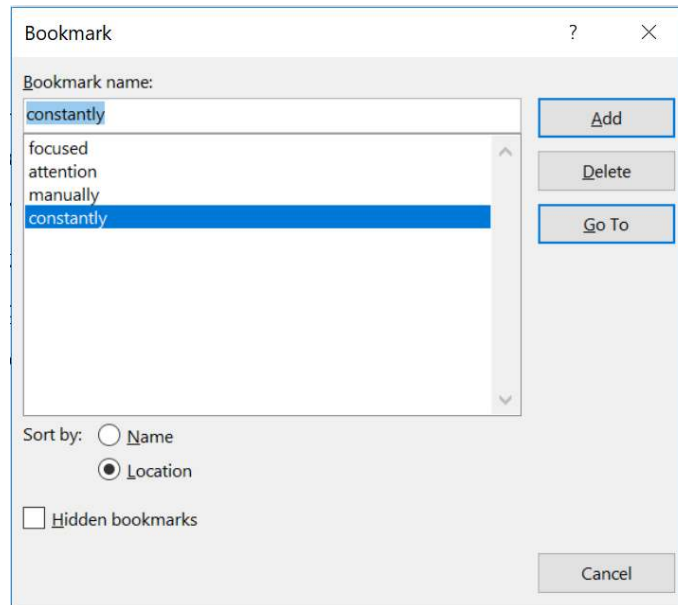 Bookmark ?
Bookmark name:
constantly
Add
focused
attention
manually
constantly
Delete
Go To
Sort by: Name
Location
Hidden bookmarks
Cancel